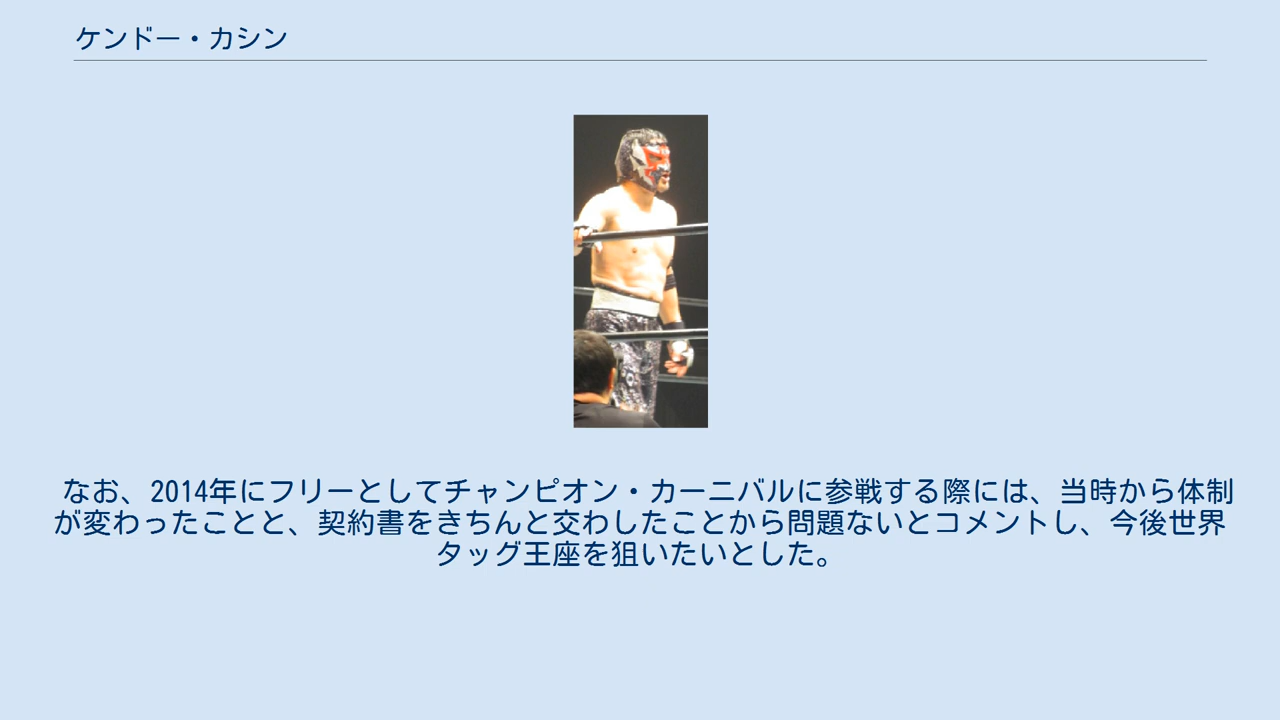 ケンドー・カシン
なお、2014年にフリーとしてチャンピオン・カーニバルに参戦する際には、当時から体制
が変わったことと、契約書をきちんと交わしたことから問題ないとコメントし、今後世界
タッグ王座を狙いたいとした。